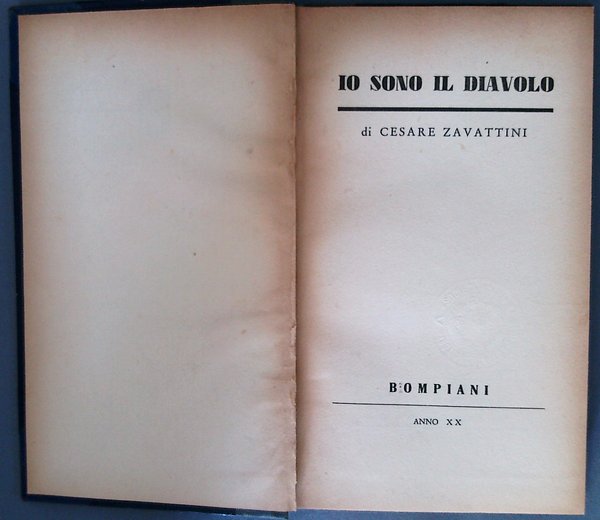 IO SONO IL DIAVOLO
di CESARE ZAVATTINI
BOMPIANI
ANNO XX